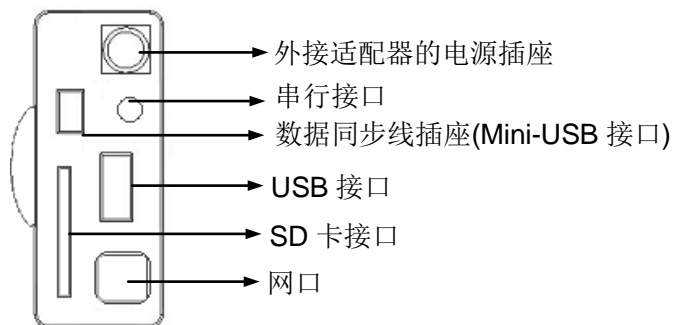 外接适配器的电源插座
串行接口
数据同步线插座(Mini-USB 接口)
USB 接口
SD 卡接口
网口